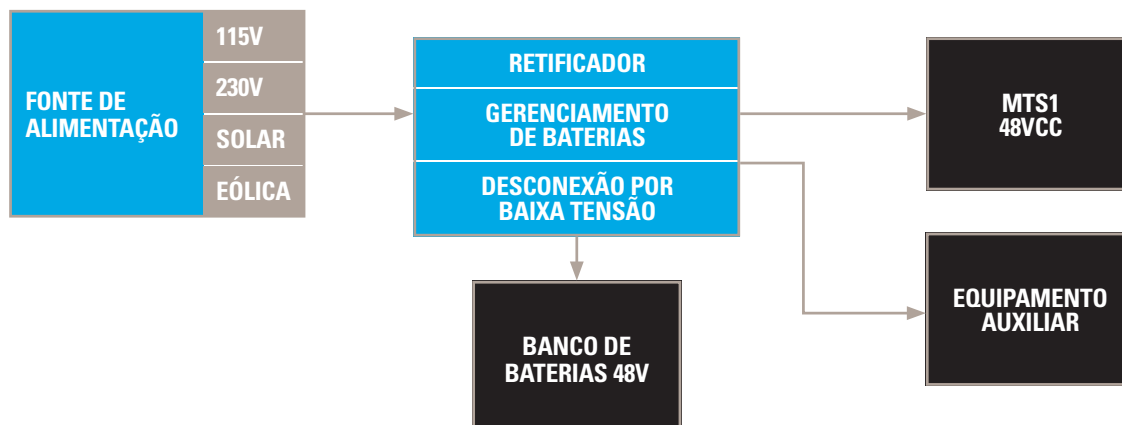 FONTE DE
ALIMENTAÇÃO
115V
230V
SOLAR
EÓLICA
RETIFICADOR
GERENCIAMENTO
DE BATERIAS
DESCONEXÃO POR
BAIXA TENSÃO
BANCO DE
BATERIAS 48V
MTS1
48VCC
EQUIPAMENTO
AUXILIAR